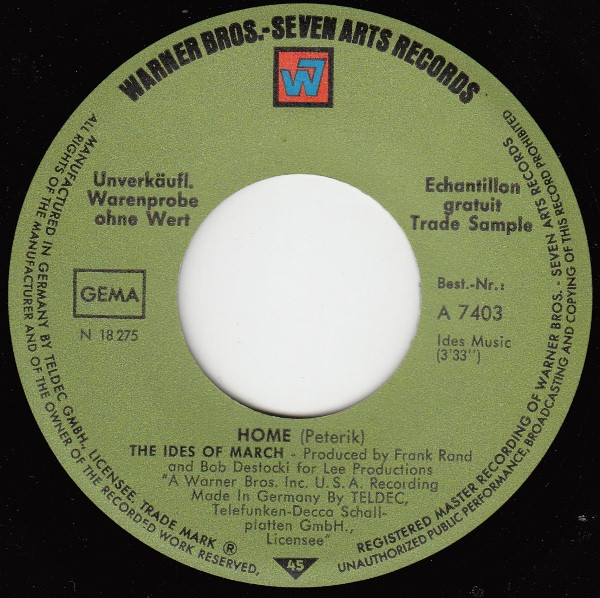 WARNER BROS.-SEVEN ARTS RECORDS
W
Unverkäufl.
Warenprobe
ohne Wert
Echantillon
gratuit
Trade Sample
GEMA
N 18 275
Best.-Nr.:
A 7403
Ides Music
(3'33")
HOME (Peterik)
THE IDES OF MARCH - Produced by Frank Rand
and Bob Destocki for Lee Productions
"A Warner Bros. Inc. U. S. A. Recording
Made In Germany By TELDEC,
Telefunken-Decca Schall-
platten GmbH.,
Licensee"
45
MANUFACTURED IN GERMANY BY TELDEC GMBH. LICENSEE. TRADE MARK ®
ALL RIGHTS OF THE MANUFACTURER AND OF THE OWNER OF THE RECORDED WORK RESERVED,
REGISTERED MASTER RECORDING OF WARNER BROS. - SEVEN ARTS RECORDS
UNAUTHORIZED PUBLIC PERFORMANCE, BROADCASTING AND COPYING OF THIS RECORD PROHIBITED